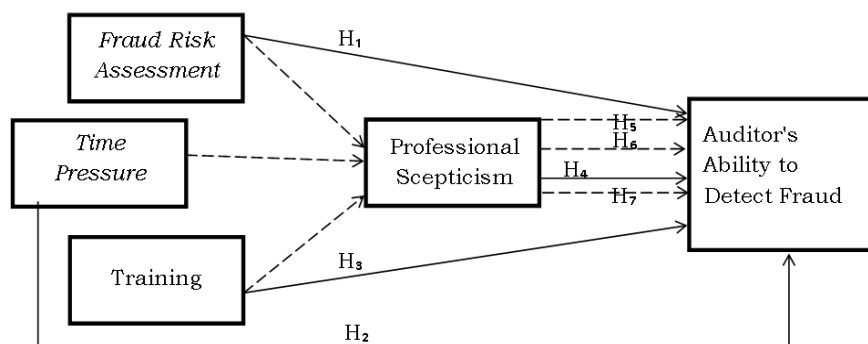 Fraud Risk
Assessment
H₁
Time
Pressure
Professional
Scepticism
H₅
H₆
H₄
H₇
Auditor's
Ability to
Detect Fraud
Training
H₃
H₂